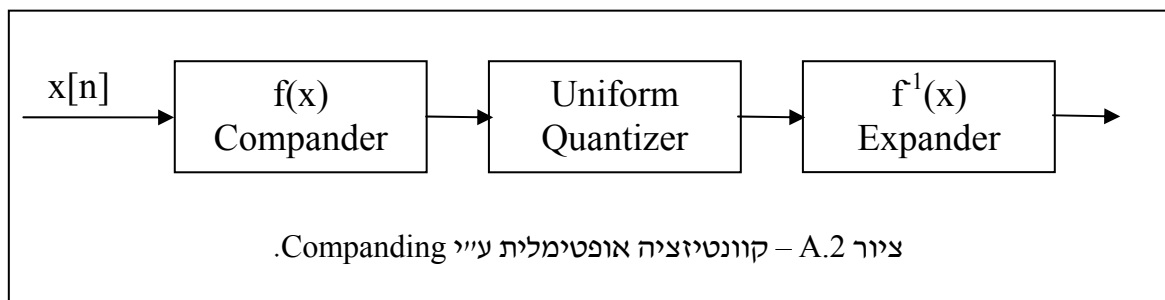 x[n]
f(x)
Compander
Uniform
Quantizer
f⁻¹(x)
Expander
ציור A.2 – קוונטיזציה אופטימלית ע״י Companding.